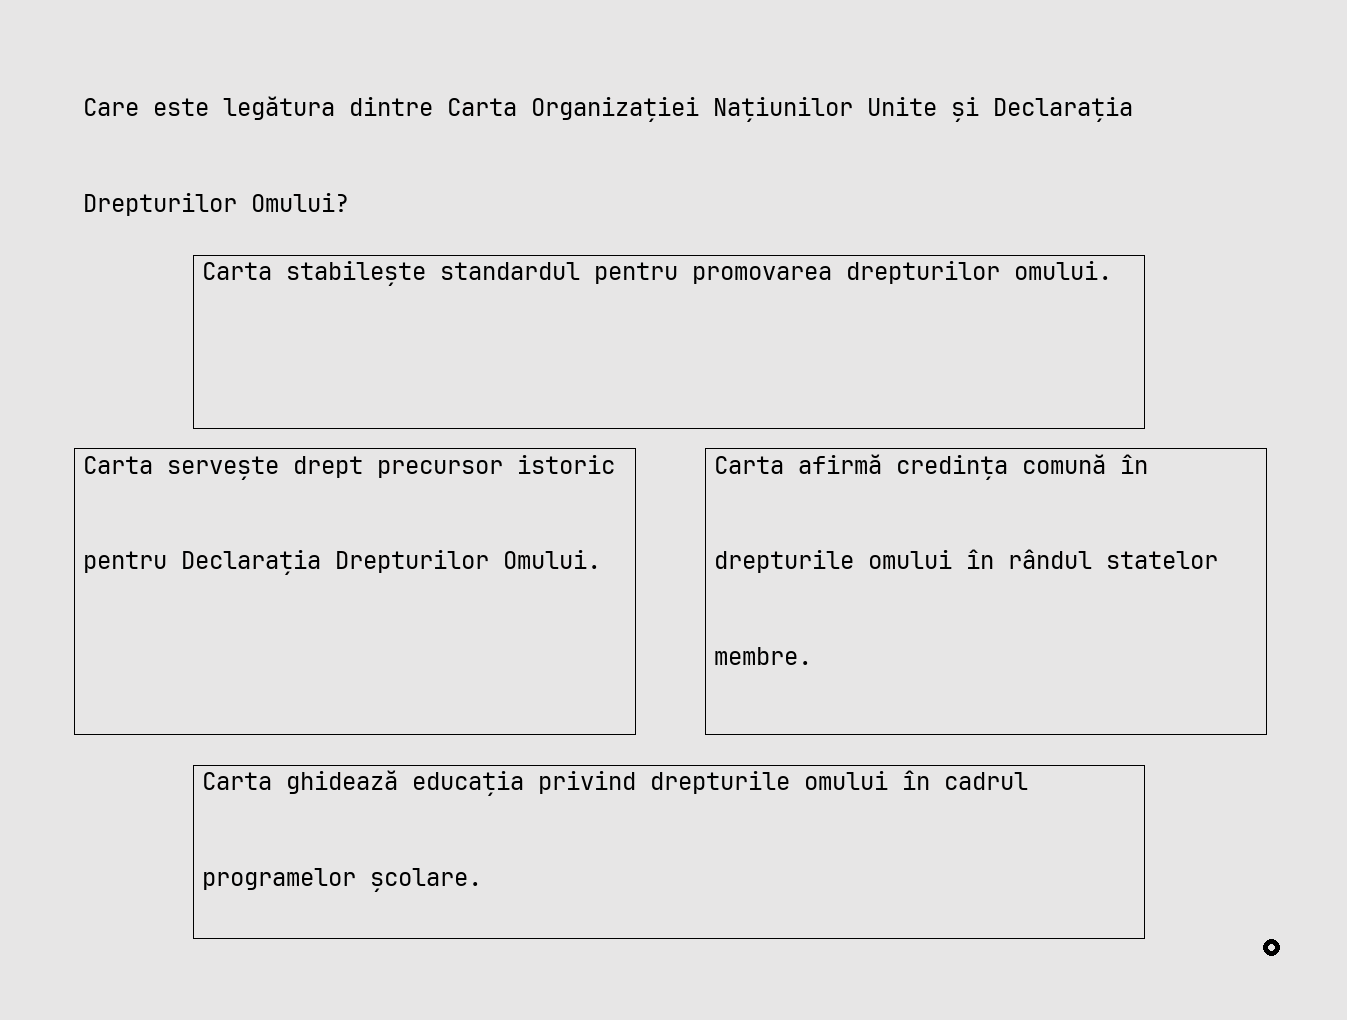 Care este legătura dintre Carta Organizației Națiunilor Unite și Declarația
Drepturilor Omului?
Carta stabilește standardul pentru promovarea drepturilor omului.
Carta servește drept precursor istoric
pentru Declarația Drepturilor Omului.
Carta afirmă credința comună în
drepturile omului în rândul statelor
membre.
Carta ghidează educația privind drepturile omului în cadrul
programelor școlare.